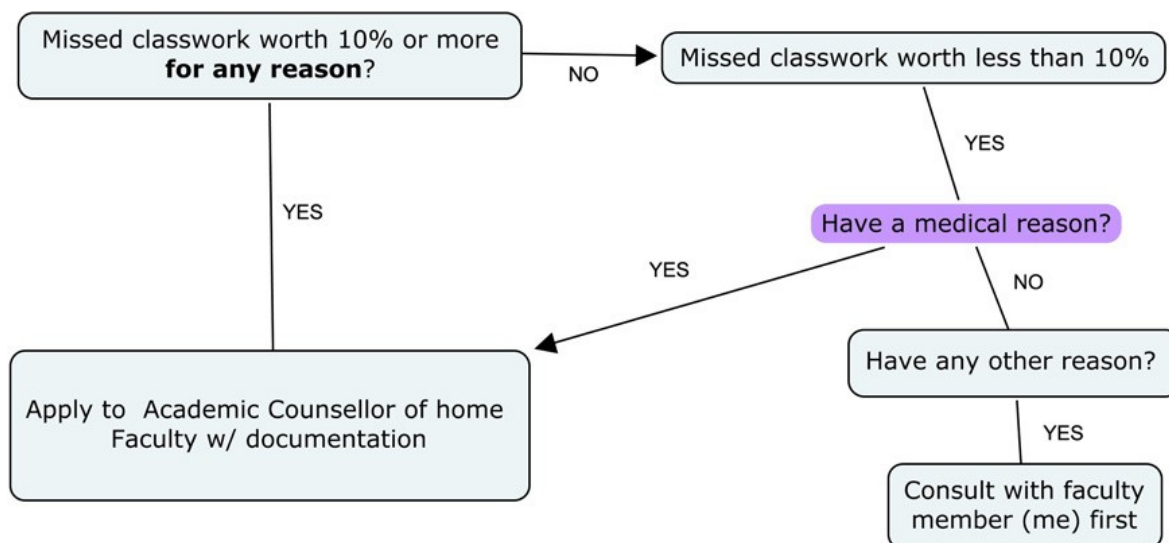 Missed classwork worth 10% or more
for any reason?
NO
Missed classwork worth less than 10%
YES
YES
Have a medical reason?
YES
NO
Have any other reason?
Apply to Academic Counsellor of home
Faculty w/ documentation
YES
Consult with faculty
member (me) first